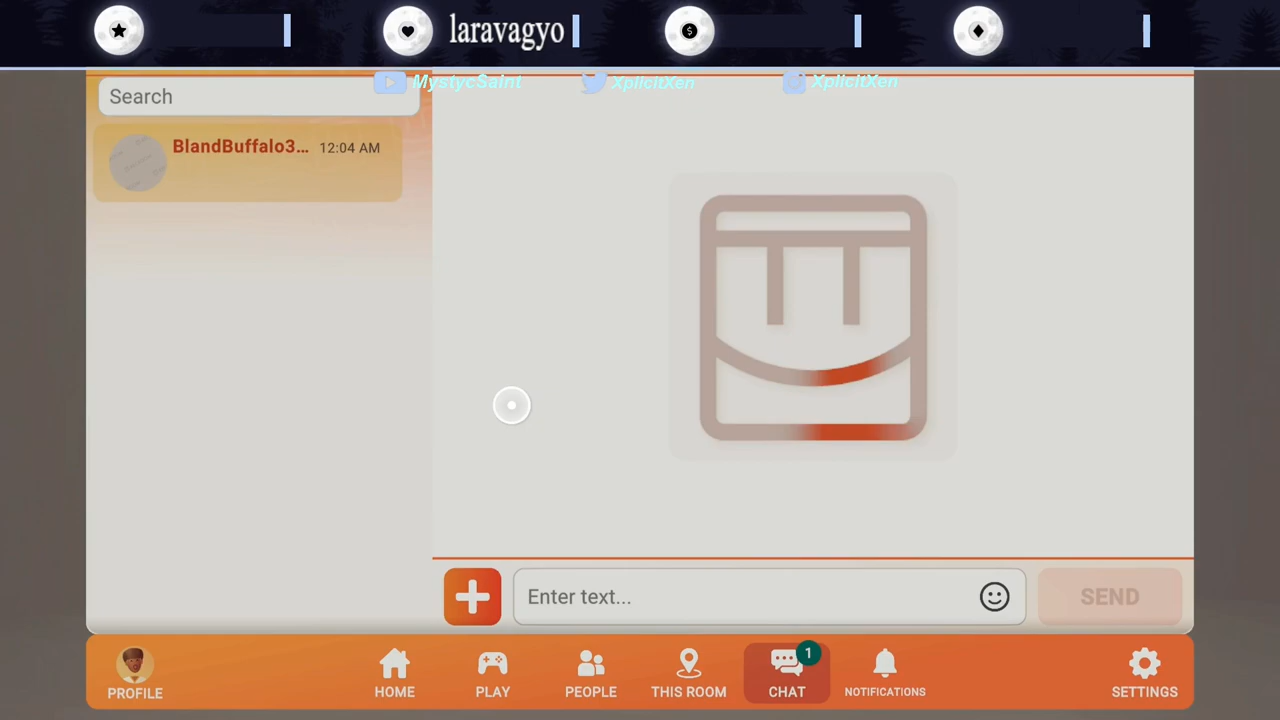 laravagyo
MystycSaint
XplicitXen
XplicitXen
Search
BlandBuffalo3...
12:04 AM
Enter text...
SEND
PROFILE
HOME
PLAY
PEOPLE
THIS ROOM
CHAT
1
NOTIFICATIONS
SETTINGS